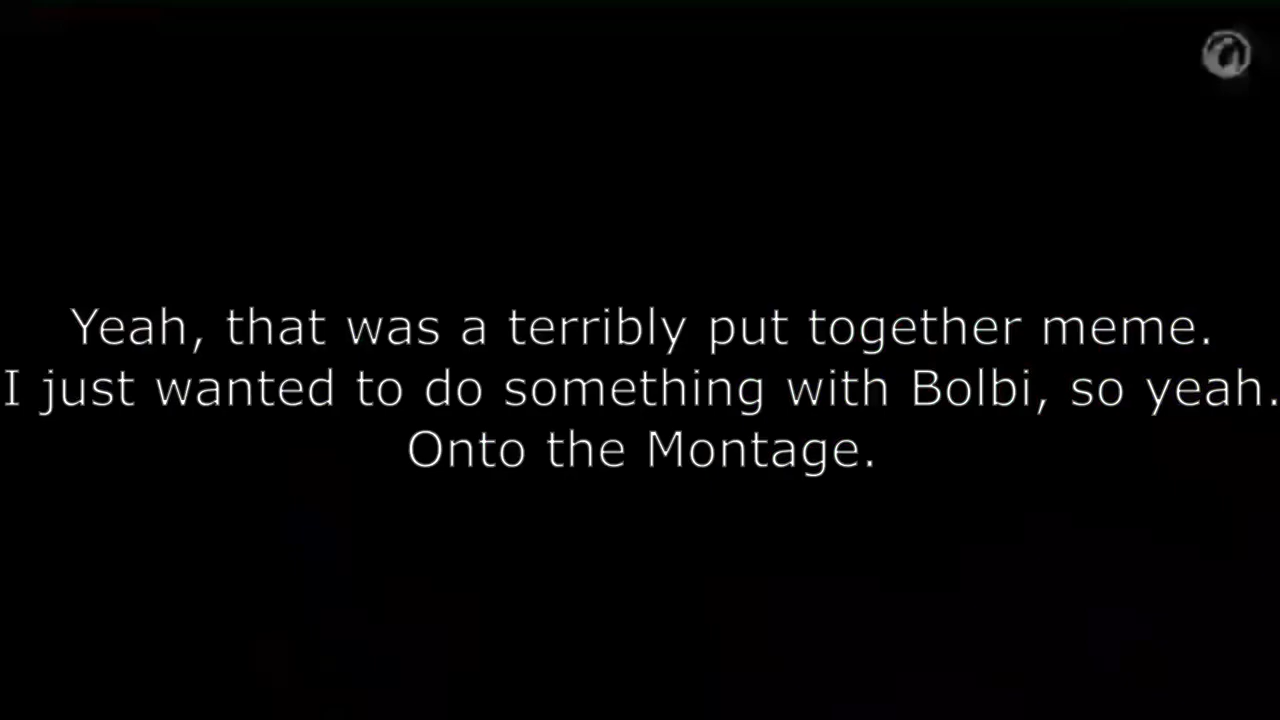 Yeah, that was a terribly put together meme.
I just wanted to do something with Bolbi, so yeah.
Onto the Montage.